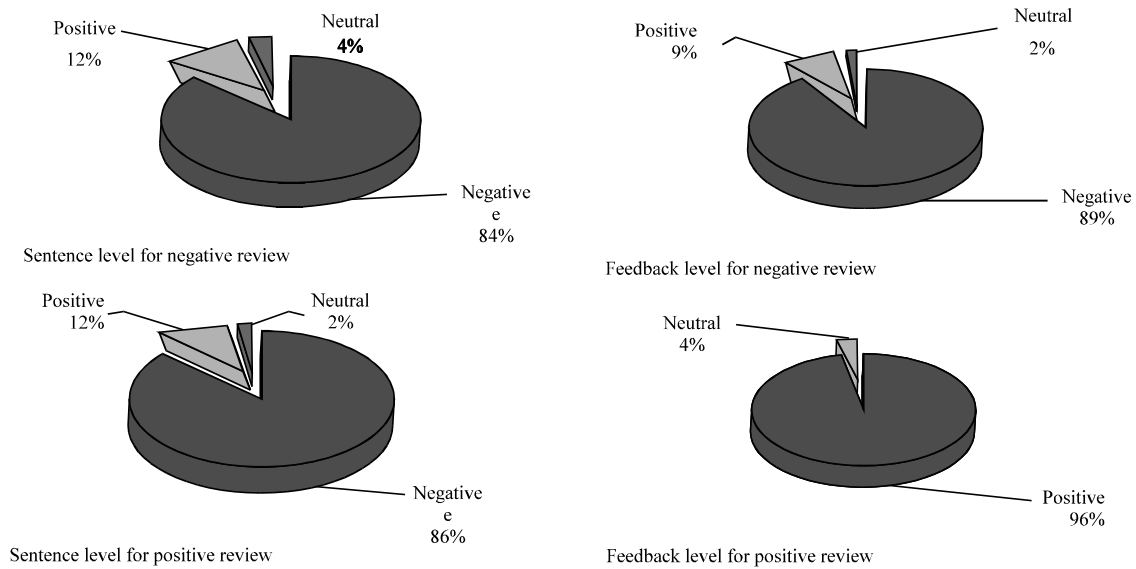 Positive
12%
Neutral
4%
Negative
e
84%
Sentence level for negative review
Positive
9%
Neutral
2%
Negative
89%
Feedback level for negative review
Positive
12%
Neutral
2%
Negative
e
86%
Sentence level for positive review
Neutral
4%
Positive
96%
Feedback level for positive review